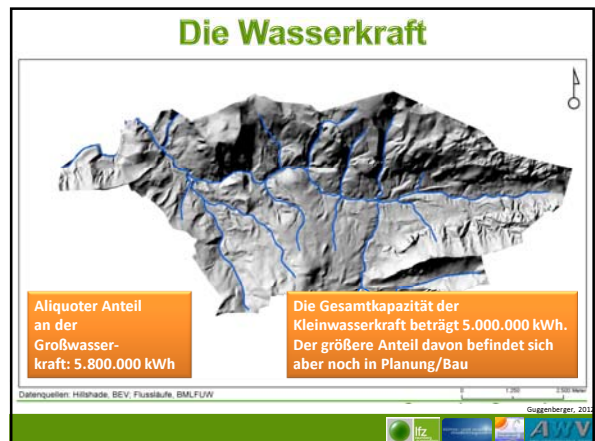 Die Wasserkraft
Aliquoter Anteil
an der
Großwasser-
kraft: 5.800.000 kWh
Die Gesamtkapazität der
Kleinwasserkraft beträgt 5.000.000 kWh.
Der größere Anteil davon befindet sich
aber noch in Planung/Bau
Datenquellen: Hillshade, BEV; Flussläufe, BMLFUW
0 1.250 2.500 Meter
Guggenberger, 2012
lfz
AWV